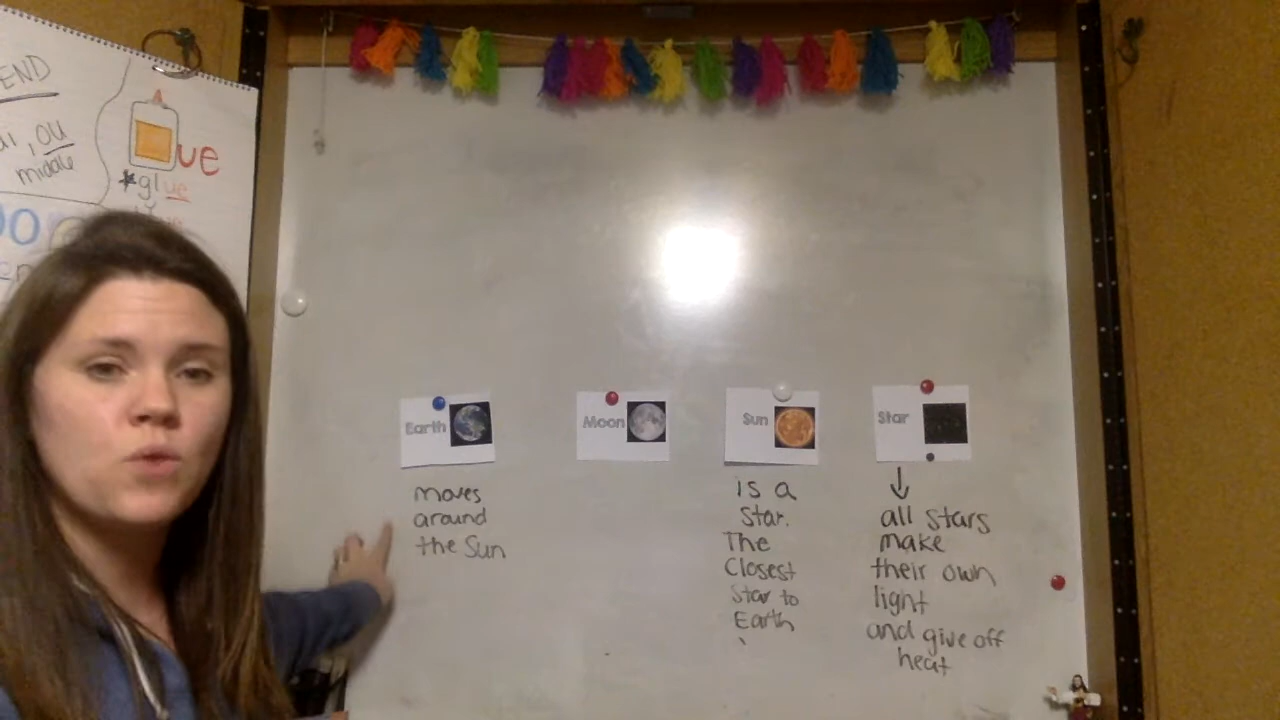 END
, ou
middle
ue
*glue
Earth
moves
around
the Sun
Moon
Sun
is a
Star.
The
Closest
Star to
Earth
Star
all stars
make
their own
light
and give off
heat